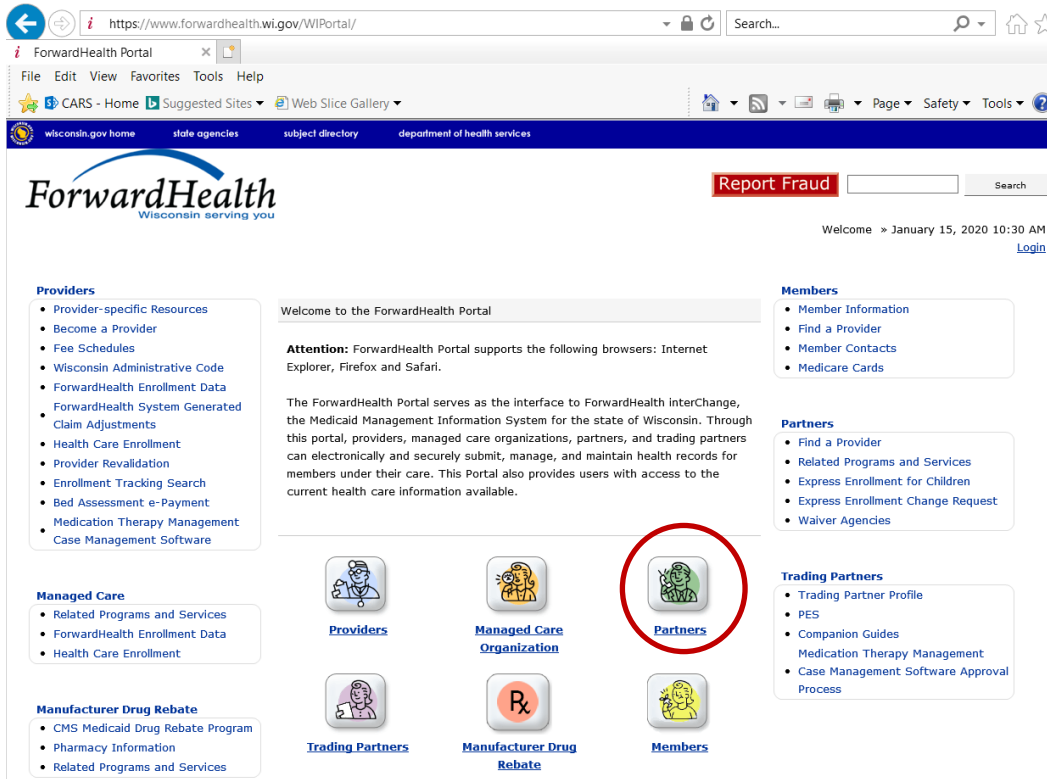 https://www.forwardhealth.wi.gov/WIPortal/
Search...
ForwardHealth Portal
File Edit View Favorites Tools Help
CARS - Home Suggested Sites Web Slice Gallery
Page Safety Tools
wisconsin.gov home state agencies subject directory department of health services
ForwardHealth
Wisconsin serving you
Report Fraud
Search
Welcome » January 15, 2020 10:30 AM
Login
Providers
• Provider-specific Resources
• Become a Provider
• Fee Schedules
• Wisconsin Administrative Code
• ForwardHealth Enrollment Data
• ForwardHealth System Generated
Claim Adjustments
• Health Care Enrollment
• Provider Revalidation
• Enrollment Tracking Search
• Bed Assessment e-Payment
• Medication Therapy Management
Case Management Software
Managed Care
• Related Programs and Services
• ForwardHealth Enrollment Data
• Health Care Enrollment
Manufacturer Drug Rebate
• CMS Medicaid Drug Rebate Program
• Pharmacy Information
• Related Programs and Services
Welcome to the ForwardHealth Portal
Attention: ForwardHealth Portal supports the following browsers: Internet
Explorer, Firefox and Safari.
The ForwardHealth Portal serves as the interface to ForwardHealth interChange,
the Medicaid Management Information System for the state of Wisconsin. Through
this portal, providers, managed care organizations, partners, and trading partners
can electronically and securely submit, manage, and maintain health records for
members under their care. This Portal also provides users with access to the
current health care information available.
Providers
Managed Care
Organization
Partners
Rx
Trading Partners
Manufacturer Drug
Rebate
Members
Members
• Member Information
• Find a Provider
• Member Contacts
• Medicare Cards
Partners
• Find a Provider
• Related Programs and Services
• Express Enrollment for Children
• Express Enrollment Change Request
• Waiver Agencies
Trading Partners
• Trading Partner Profile
• PES
• Companion Guides
Medication Therapy Management
• Case Management Software Approval
Process